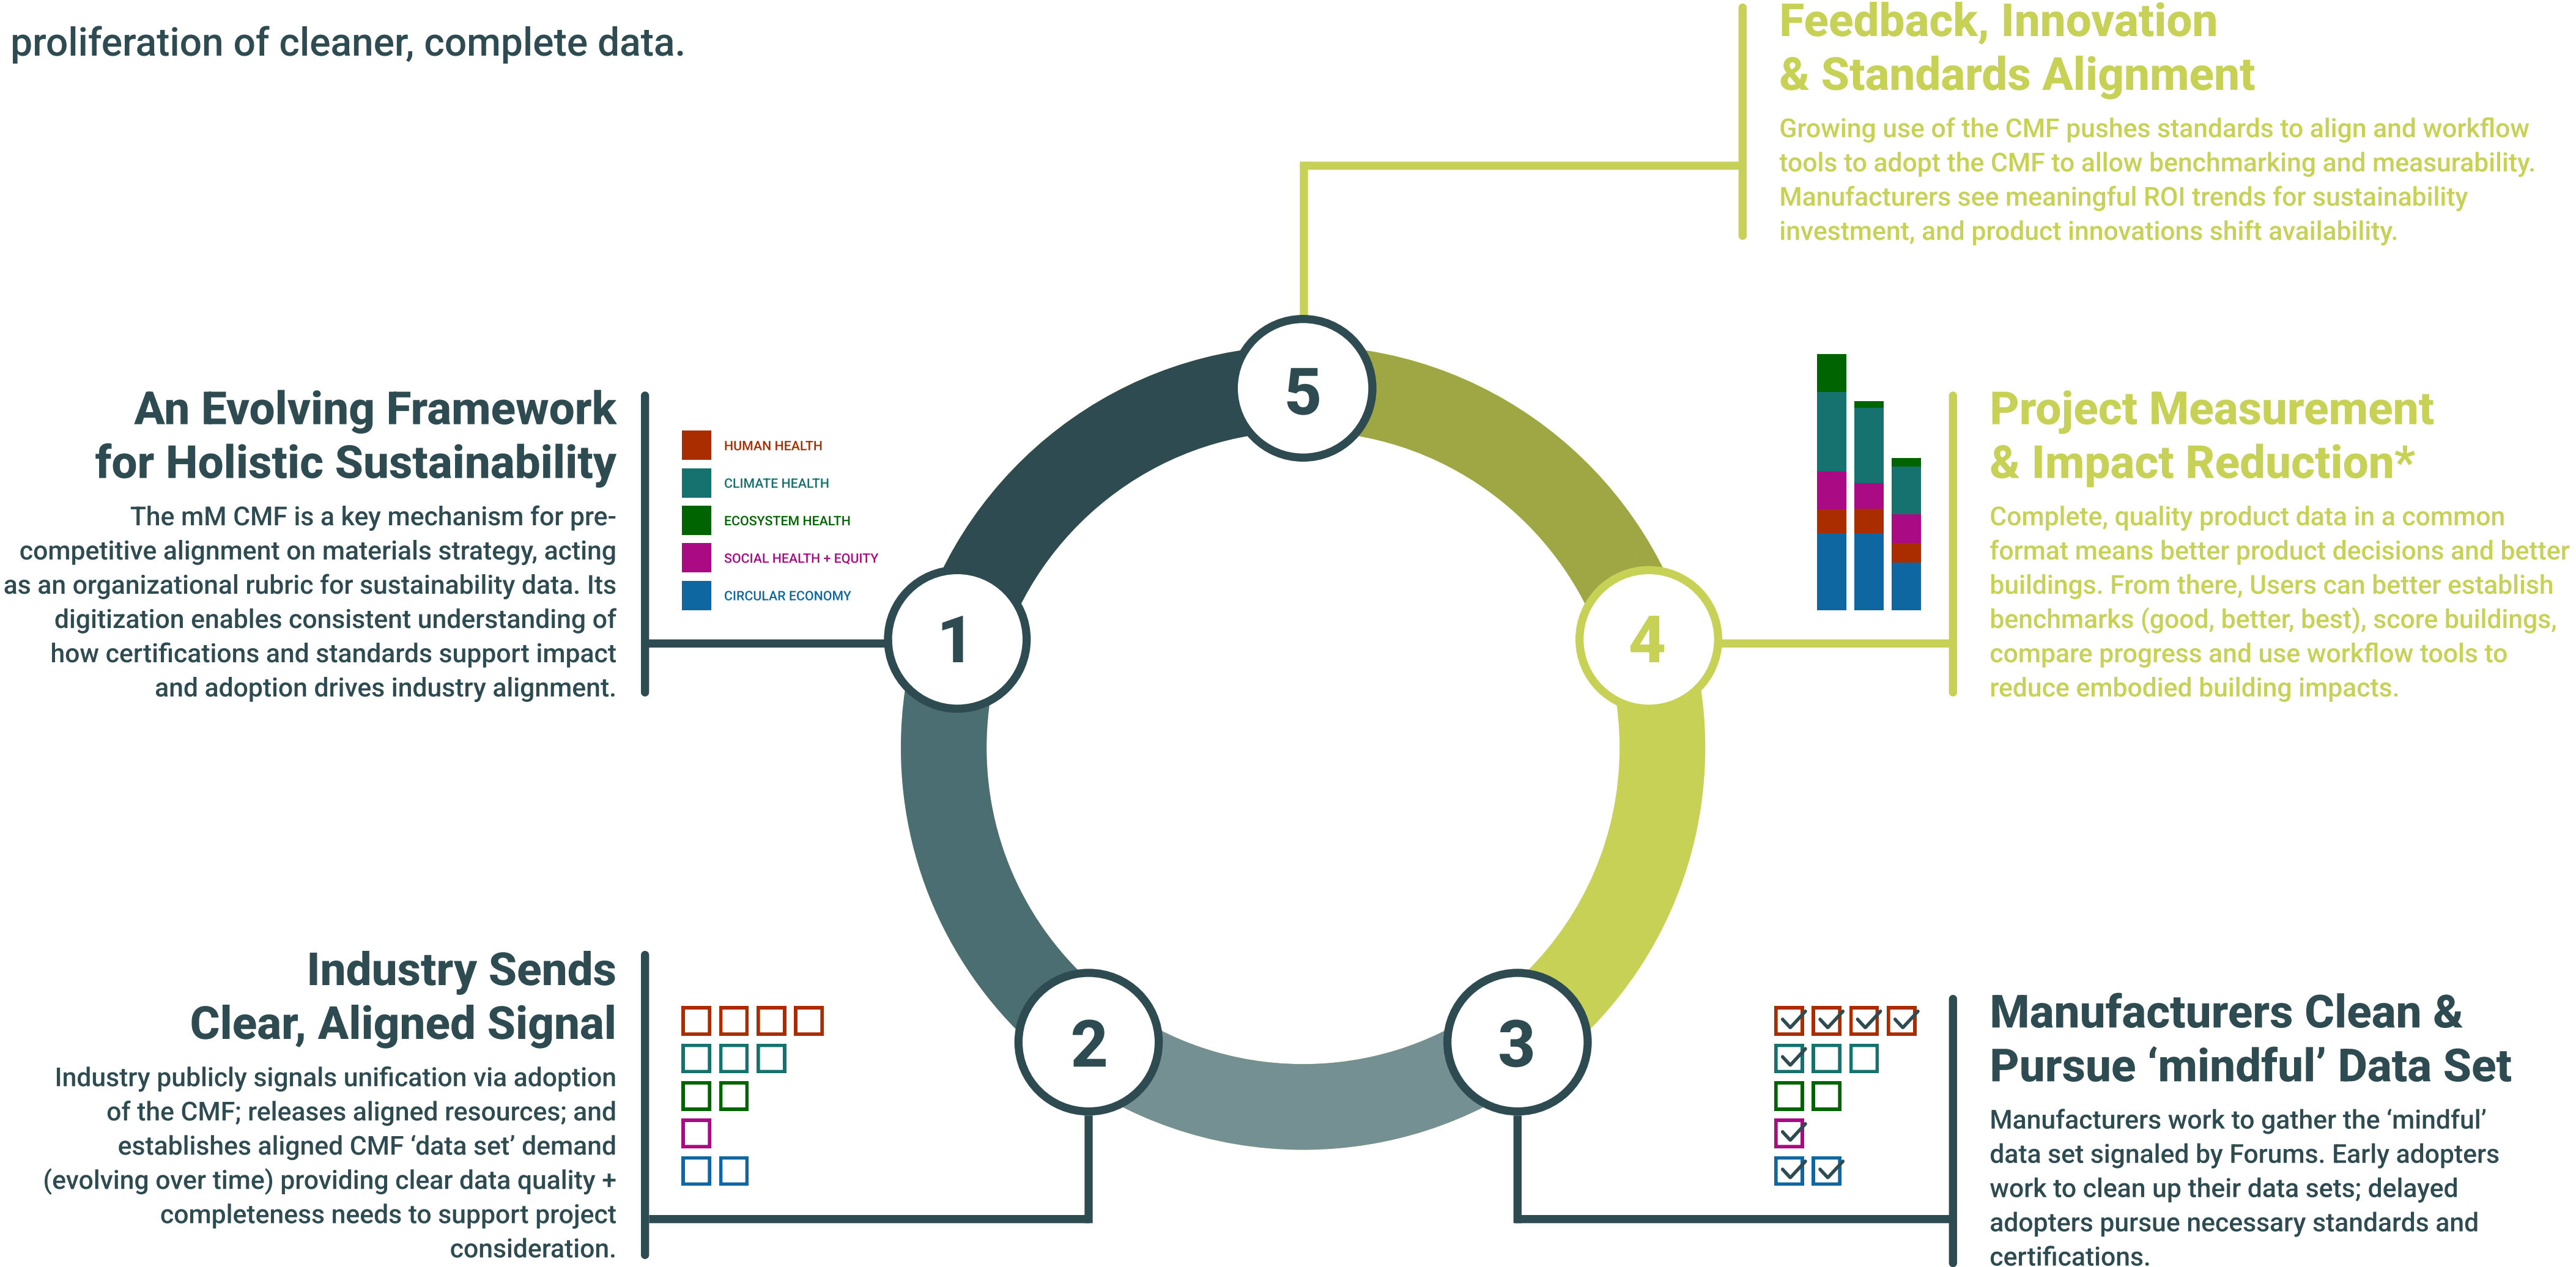 proliferation of cleaner, complete data.
Feedback, Innovation
& Standards Alignment
Growing use of the CMF pushes standards to align and workflow
tools to adopt the CMF to allow benchmarking and measurability.
Manufacturers see meaningful ROI trends for sustainability
investment, and product innovations shift availability.
5
An Evolving Framework
for Holistic Sustainability
The mM CMF is a key mechanism for pre-
competitive alignment on materials strategy, acting
as an organizational rubric for sustainability data. Its
digitization enables consistent understanding of
how certifications and standards support impact
and adoption drives industry alignment.
HUMAN HEALTH
CLIMATE HEALTH
ECOSYSTEM HEALTH
SOCIAL HEALTH + EQUITY
CIRCULAR ECONOMY
1
4
Project Measurement
& Impact Reduction*
Complete, quality product data in a common
format means better product decisions and better
buildings. From there, Users can better establish
benchmarks (good, better, best), score buildings,
compare progress and use workflow tools to
reduce embodied building impacts.
Industry Sends
Clear, Aligned Signal
Industry publicly signals unification via adoption
of the CMF; releases aligned resources; and
establishes aligned CMF ‘data set’ demand
(evolving over time) providing clear data quality +
completeness needs to support project
consideration.
2
3
Manufacturers Clean &
Pursue ‘mindful’ Data Set
Manufacturers work to gather the ‘mindful’
data set signaled by Forums. Early adopters
work to clean up their data sets; delayed
adopters pursue necessary standards and
certifications.